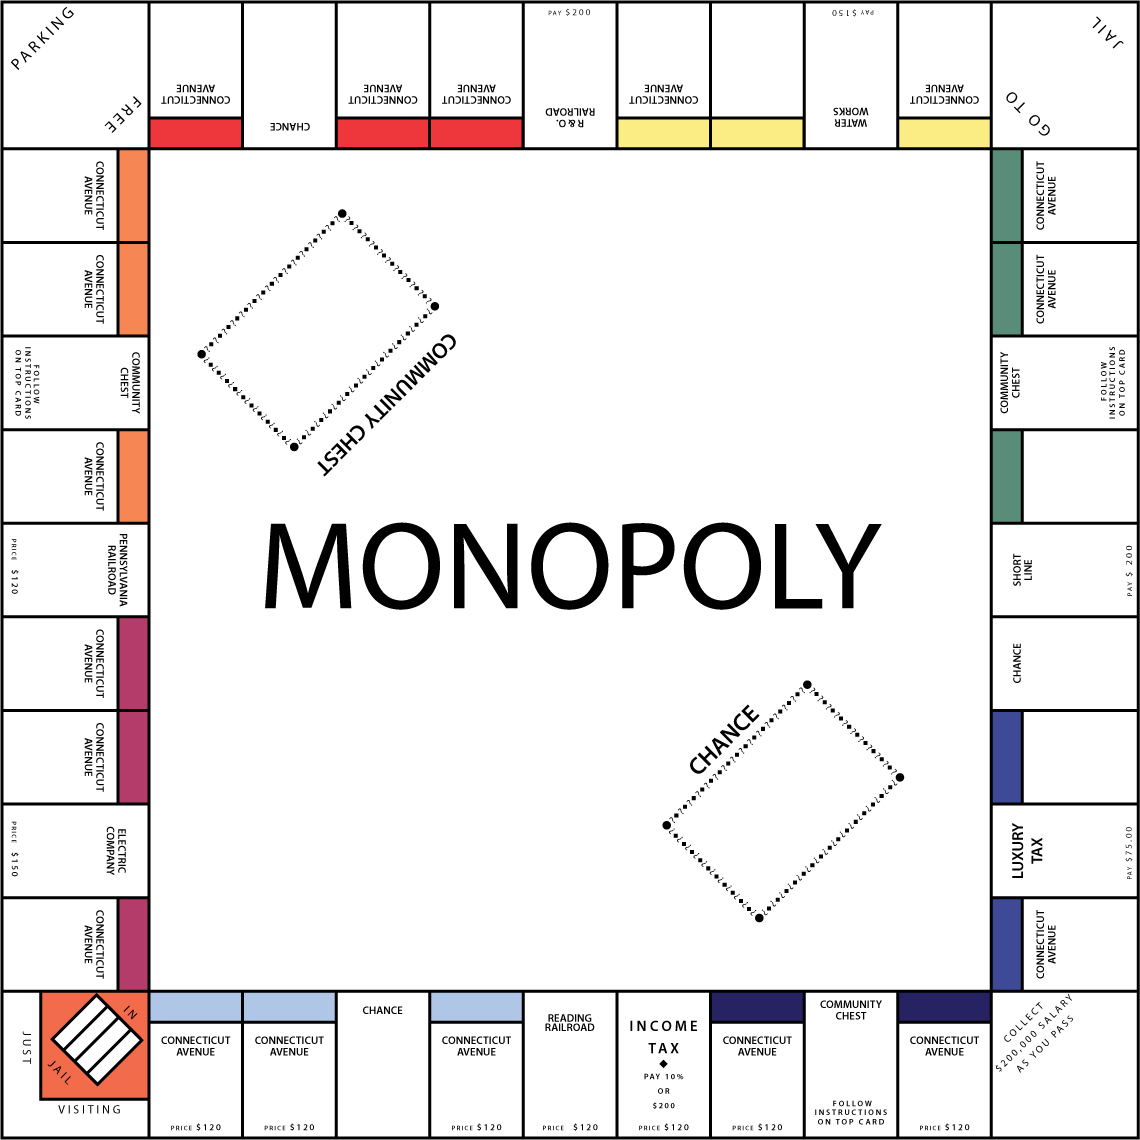 PARKING
FREE
CONNECTICUT
AVENUE
CHANCE
CONNECTICUT
AVENUE
CONNECTICUT
AVENUE
PAY $200
R & O.
RAILROAD
CONNECTICUT
AVENUE
PAY $150
WATER
WORKS
CONNECTICUT
AVENUE
GO TO
JAIL
CONNECTICUT
AVENUE
CONNECTICUT
AVENUE
COMMUNITY
CHEST
FOLLOW
INSTRUCTIONS
ON TOP CARD
CONNECTICUT
AVENUE
PENNSYLVANIA
RAILROAD
PRICE $120
CONNECTICUT
AVENUE
CONNECTICUT
AVENUE
ELECTRIC
COMPANY
PRICE $150
CONNECTICUT
AVENUE
COMMUNITY CHEST
MONOPOLY
CHANCE
CONNECTICUT
AVENUE
CONNECTICUT
AVENUE
COMMUNITY
CHEST
FOLLOW
INSTRUCTIONS
ON TOP CARD
SHORT
LINE
PAY $ 200
CHANCE
LUXURY
TAX
PAY $75.00
CONNECTICUT
AVENUE
JUST
VISITING
IN
JAIL
CONNECTICUT
AVENUE
PRICE $120
CONNECTICUT
AVENUE
PRICE $120
CHANCE
CONNECTICUT
AVENUE
PRICE $120
READING
RAILROAD
PRICE $120
INCOME
TAX
PAY 10%
OR
$200
PRICE $120
CONNECTICUT
AVENUE
PRICE $120
COMMUNITY
CHEST
FOLLOW
INSTRUCTIONS
ON TOP CARD
CONNECTICUT
AVENUE
PRICE $120
COLLECT
$200,000 SALARY
AS YOU PASS